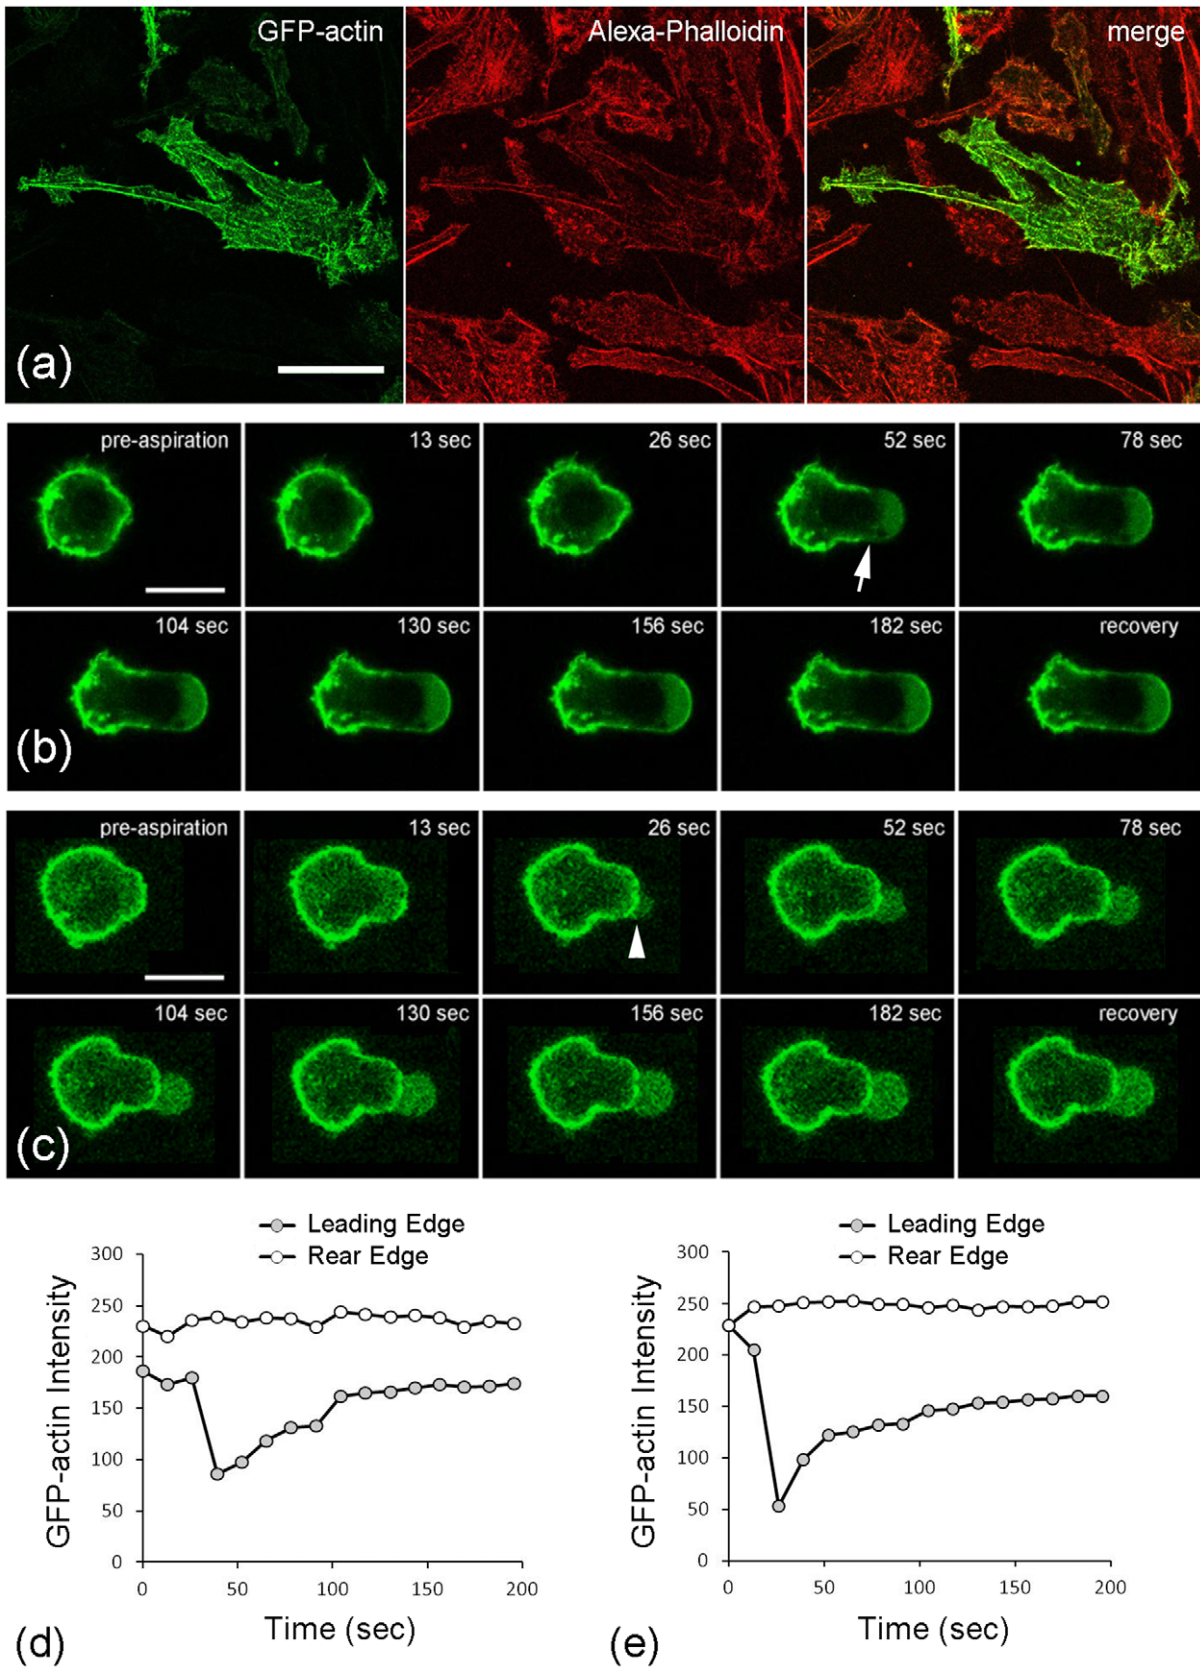 GFP-actin
Alexa-Phalloidin
merge
(a)
pre-aspiration
13 sec
26 sec
52 sec
78 sec
104 sec
130 sec
156 sec
182 sec
recovery
(b)
pre-aspiration
13 sec
26 sec
52 sec
78 sec
104 sec
130 sec
156 sec
182 sec
recovery
(c)
Leading Edge
Rear Edge
GFP-actin Intensity
300
250
200
150
100
50
0
0 50 100 150 200
Time (sec)
(d)
Leading Edge
Rear Edge
GFP-actin Intensity
300
250
200
150
100
50
0
0 50 100 150 200
Time (sec)
(e)